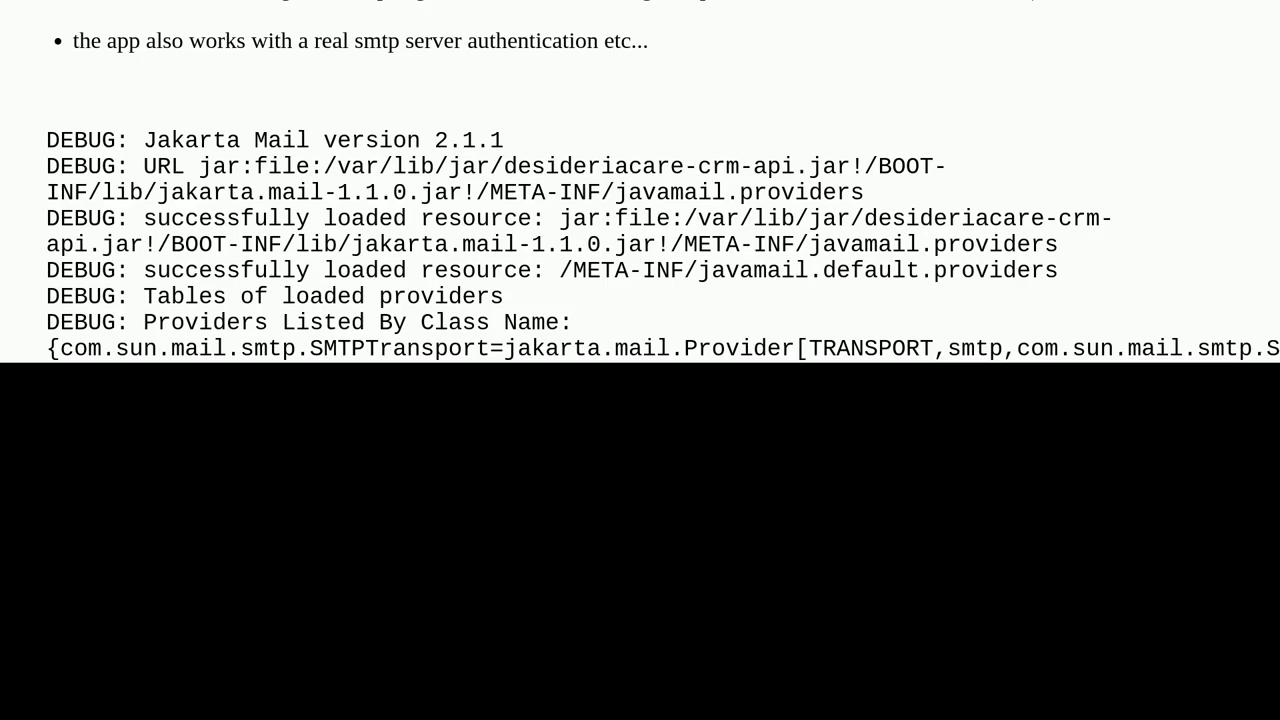 • the app also works with a real smtp server authentication etc...
DEBUG: Jakarta Mail version 2.1.1
DEBUG: URL jar:file:/var/lib/jar/desideriacare-crm-api.jar!/BOOT-
INF/lib/jakarta.mail-1.1.0.jar!/META-INF/javamail.providers
DEBUG: successfully loaded resource: jar:file:/var/lib/jar/desideriacare-crm-
api.jar!/BOOT-INF/lib/jakarta.mail-1.1.0.jar!/META-INF/javamail.providers
DEBUG: successfully loaded resource: /META-INF/javamail.default.providers
DEBUG: Tables of loaded providers
DEBUG: Providers Listed By Class Name:
{com.sun.mail.smtp.SMTPTransport=jakarta.mail.Provider[TRANSPORT,smtp,com.sun.mail.smtp.S